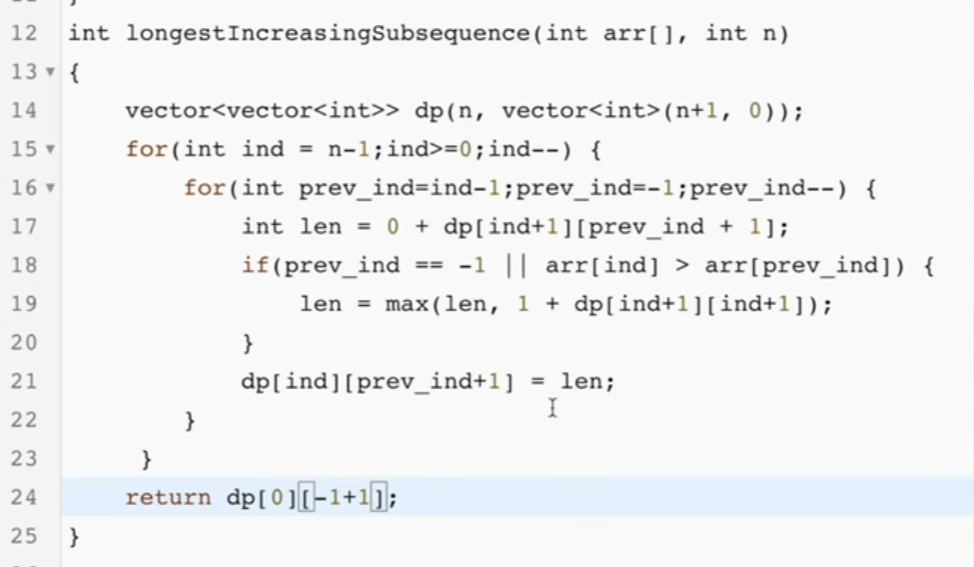 12 int longestIncreasingSubsequence(int arr[], int n)
13 {
14 vector<vector<int>> dp(n, vector<int>(n+1, 0));
15 for(int ind = n-1;ind>=0;ind--) {
16 for(int prev_ind=ind-1;prev_ind=-1;prev_ind--) {
17 int len = 0 + dp[ind+1][prev_ind + 1];
18 if(prev_ind == -1 || arr[ind] > arr[prev_ind]) {
19 len = max(len, 1 + dp[ind+1][ind+1]);
20 }
21 dp[ind][prev_ind+1] = len;
22 }
23 }
24 return dp[0][-1+1];
25 }